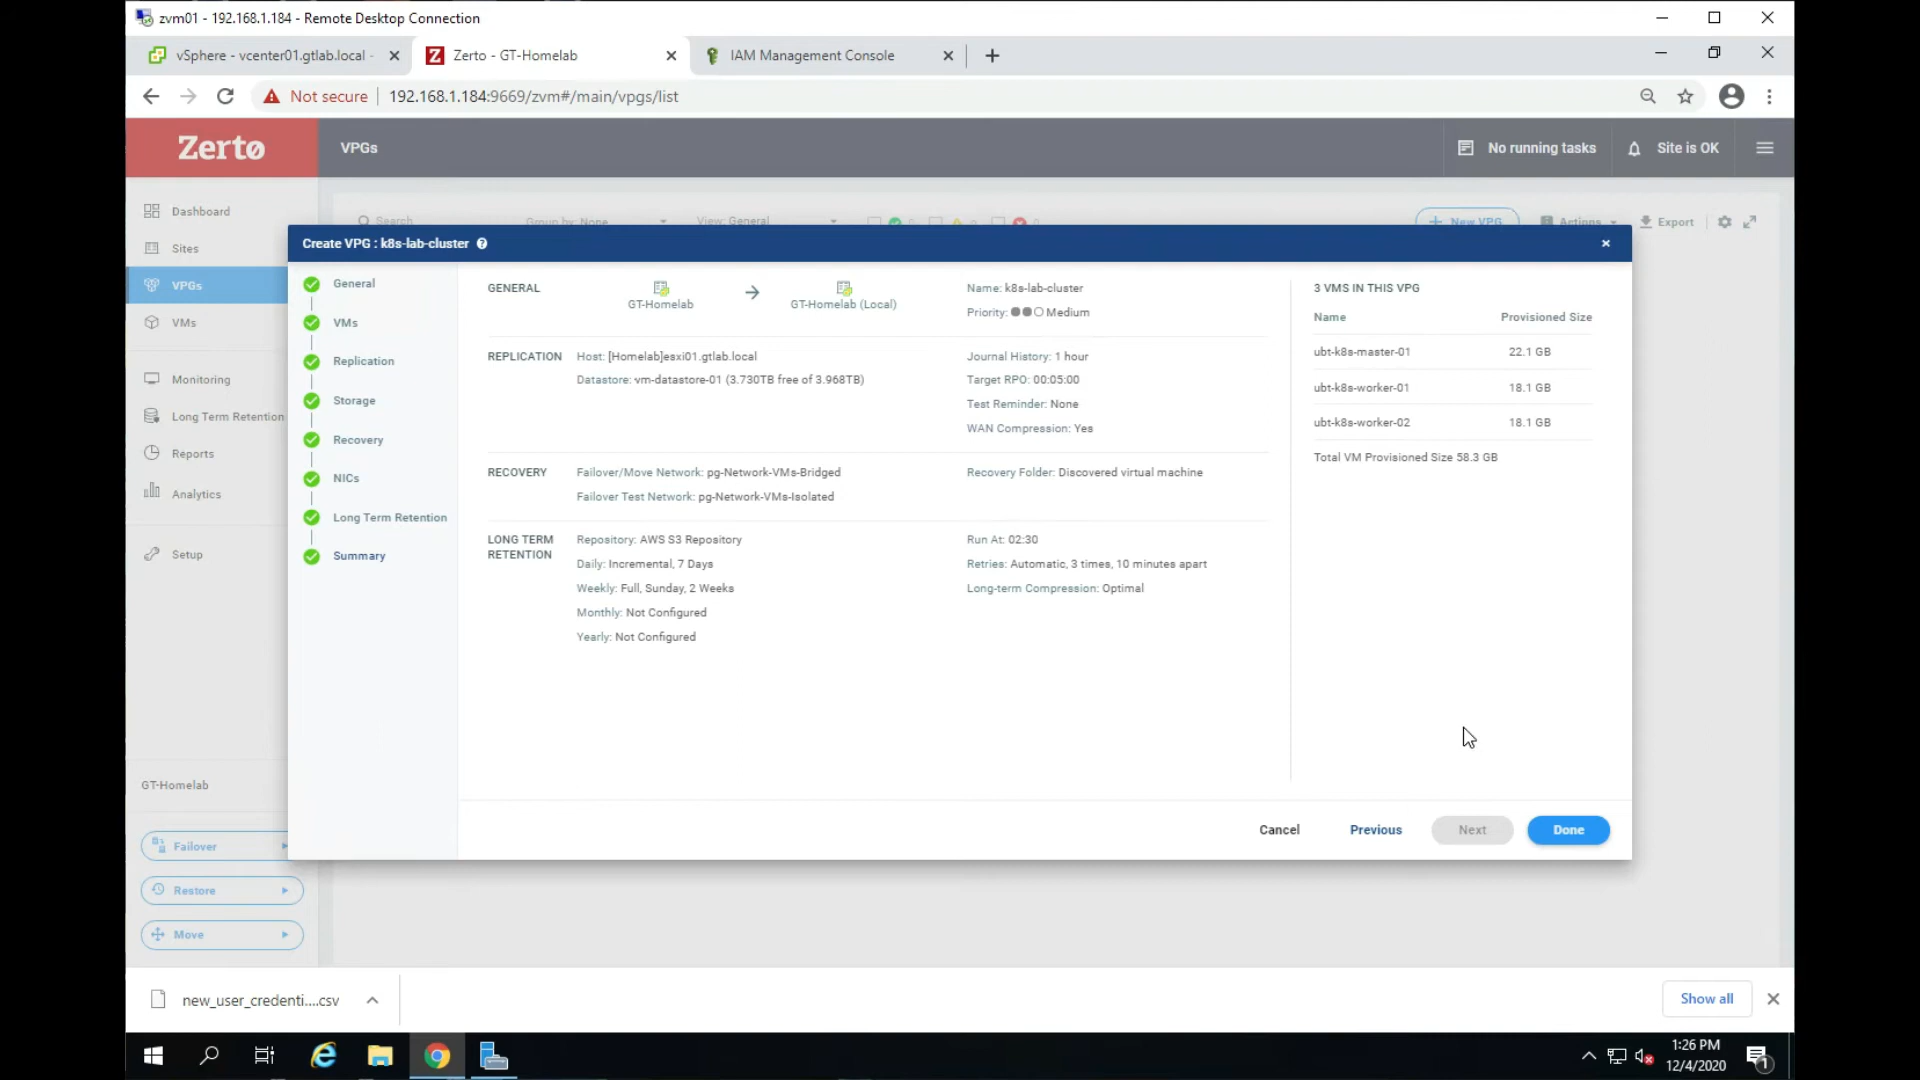 zvm01 - 192.168.1.184 - Remote Desktop Connection
vSphere - vcenter01.gtlab.local -
Zerto - GT-Homelab
IAM Management Console
Not secure
192.168.1.184:9669/zvm#/main/vpgs/list
Zertø
VPGs
No running tasks
Site is OK
Search
Group by: None
View: General
New VPG
Actions
Export
Dashboard
Sites
VPGs
VMs
Monitoring
Long Term Retention
Reports
Analytics
Setup
GT-Homelab
Failover
Restore
Move
Create VPG : k8s-lab-cluster
General
VMs
Replication
Storage
Recovery
NICs
Long Term Retention
Summary
GENERAL
GT-Homelab
GT-Homelab (Local)
Name: k8s-lab-cluster
Priority: Medium
REPLICATION
Host: [Homelab]esxi01.gtlab.local
Datastore: vm-datastore-01 (3.730TB free of 3.968TB)
Journal History: 1 hour
Target RPO: 00:05:00
Test Reminder: None
WAN Compression: Yes
RECOVERY
Failover/Move Network: pg-Network-VMs-Bridged
Failover Test Network: pg-Network-VMs-Isolated
Recovery Folder: Discovered virtual machine
LONG TERM
RETENTION
Repository: AWS S3 Repository
Daily: Incremental, 7 Days
Weekly: Full, Sunday, 2 Weeks
Monthly: Not Configured
Yearly: Not Configured
Run At: 02:30
Retries: Automatic, 3 times, 10 minutes apart
Long-term Compression: Optimal
3 VMS IN THIS VPG
Name Provisioned Size
ubt-k8s-master-01 22.1 GB
ubt-k8s-worker-01 18.1 GB
ubt-k8s-worker-02 18.1 GB
Total VM Provisioned Size 58.3 GB
Cancel
Previous
Next
Done
new_user_credenti....csv
Show all
1:26 PM
12/4/2020
1